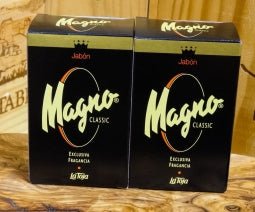 Jabón
Magno®
CLASSIC
EXCLUSIVA
FRAGANCIA
La Toja
Jabón
Magno®
CLASSIC
EXCLUSIVA
FRAGANCIA
La Toja